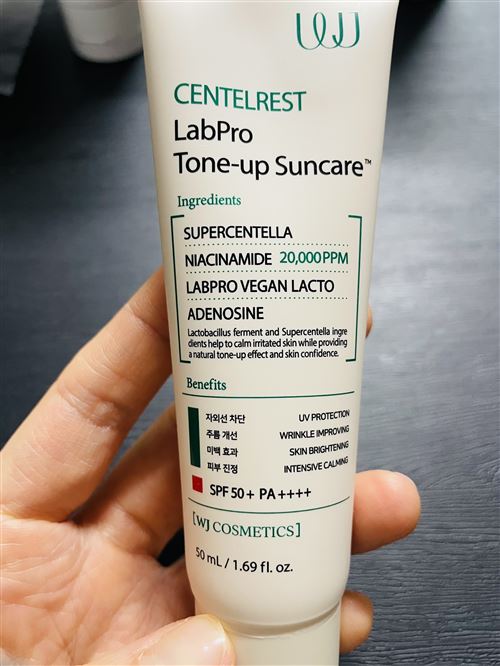 WJ
CENTELREST
LabPro
Tone-up Suncare™
Ingredients
SUPERCENTELLA
NIACINAMIDE 20,000PPM
LABPRO VEGAN LACTO
ADENOSINE
Lactobacillus ferment and Supercentella ingre
dients help to calm irritated skin while providing
a natural tone-up effect and skin confidence.
Benefits
자외선 차단 UV PROTECTION
주름 개선 WRINKLE IMPROVING
미백 효과 SKIN BRIGHTENING
피부 진정 INTENSIVE CALMING
SPF 50+ PA++++
[WJ COSMETICS]
50 mL / 1.69 fl. oz.